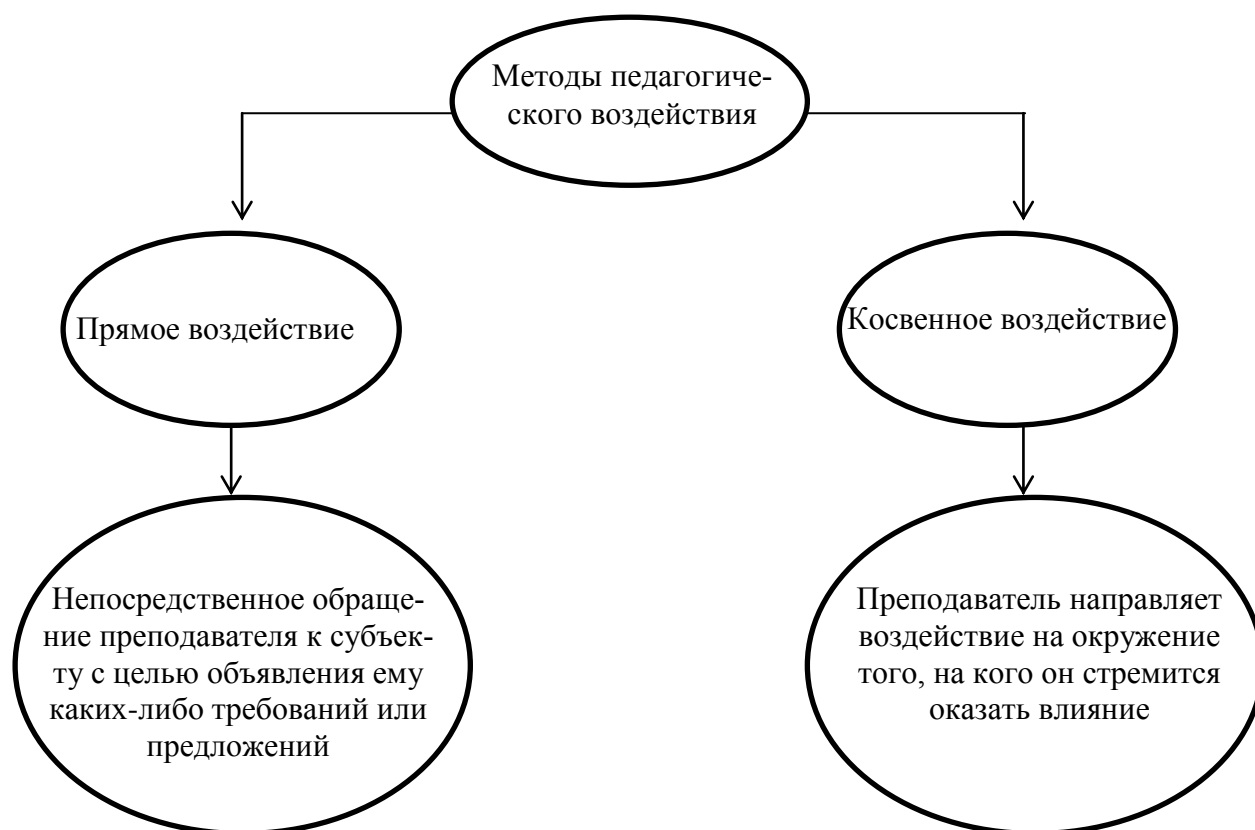 Методы педагогиче-
ского воздействия
Прямое воздействие
Косвенное воздействие
Непосредственное обраще-
ние преподавателя к субъек-
ту с целью объявления ему
каких-либо требований или
предложений
Преподаватель направляет
воздействие на окружение
того, на кого он стремится
оказать влияние